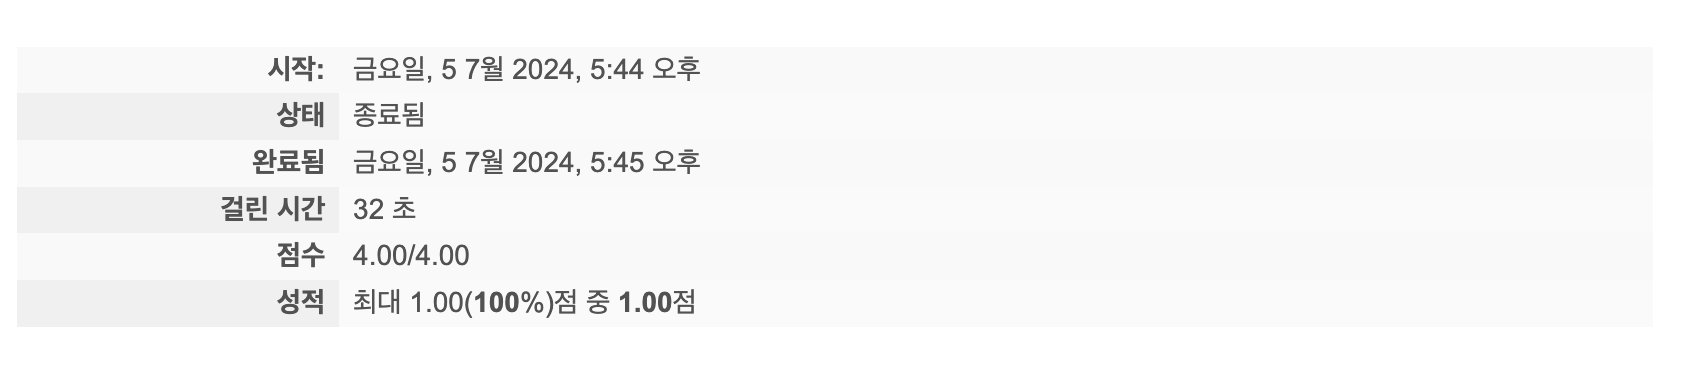 시작: 금요일, 5 7월 2024, 5:44 오후
상태 종료됨
완료됨 금요일, 5 7월 2024, 5:45 오후
걸린 시간 32 초
점수 4.00/4.00
성적 최대 1.00(100%)점 중 1.00점